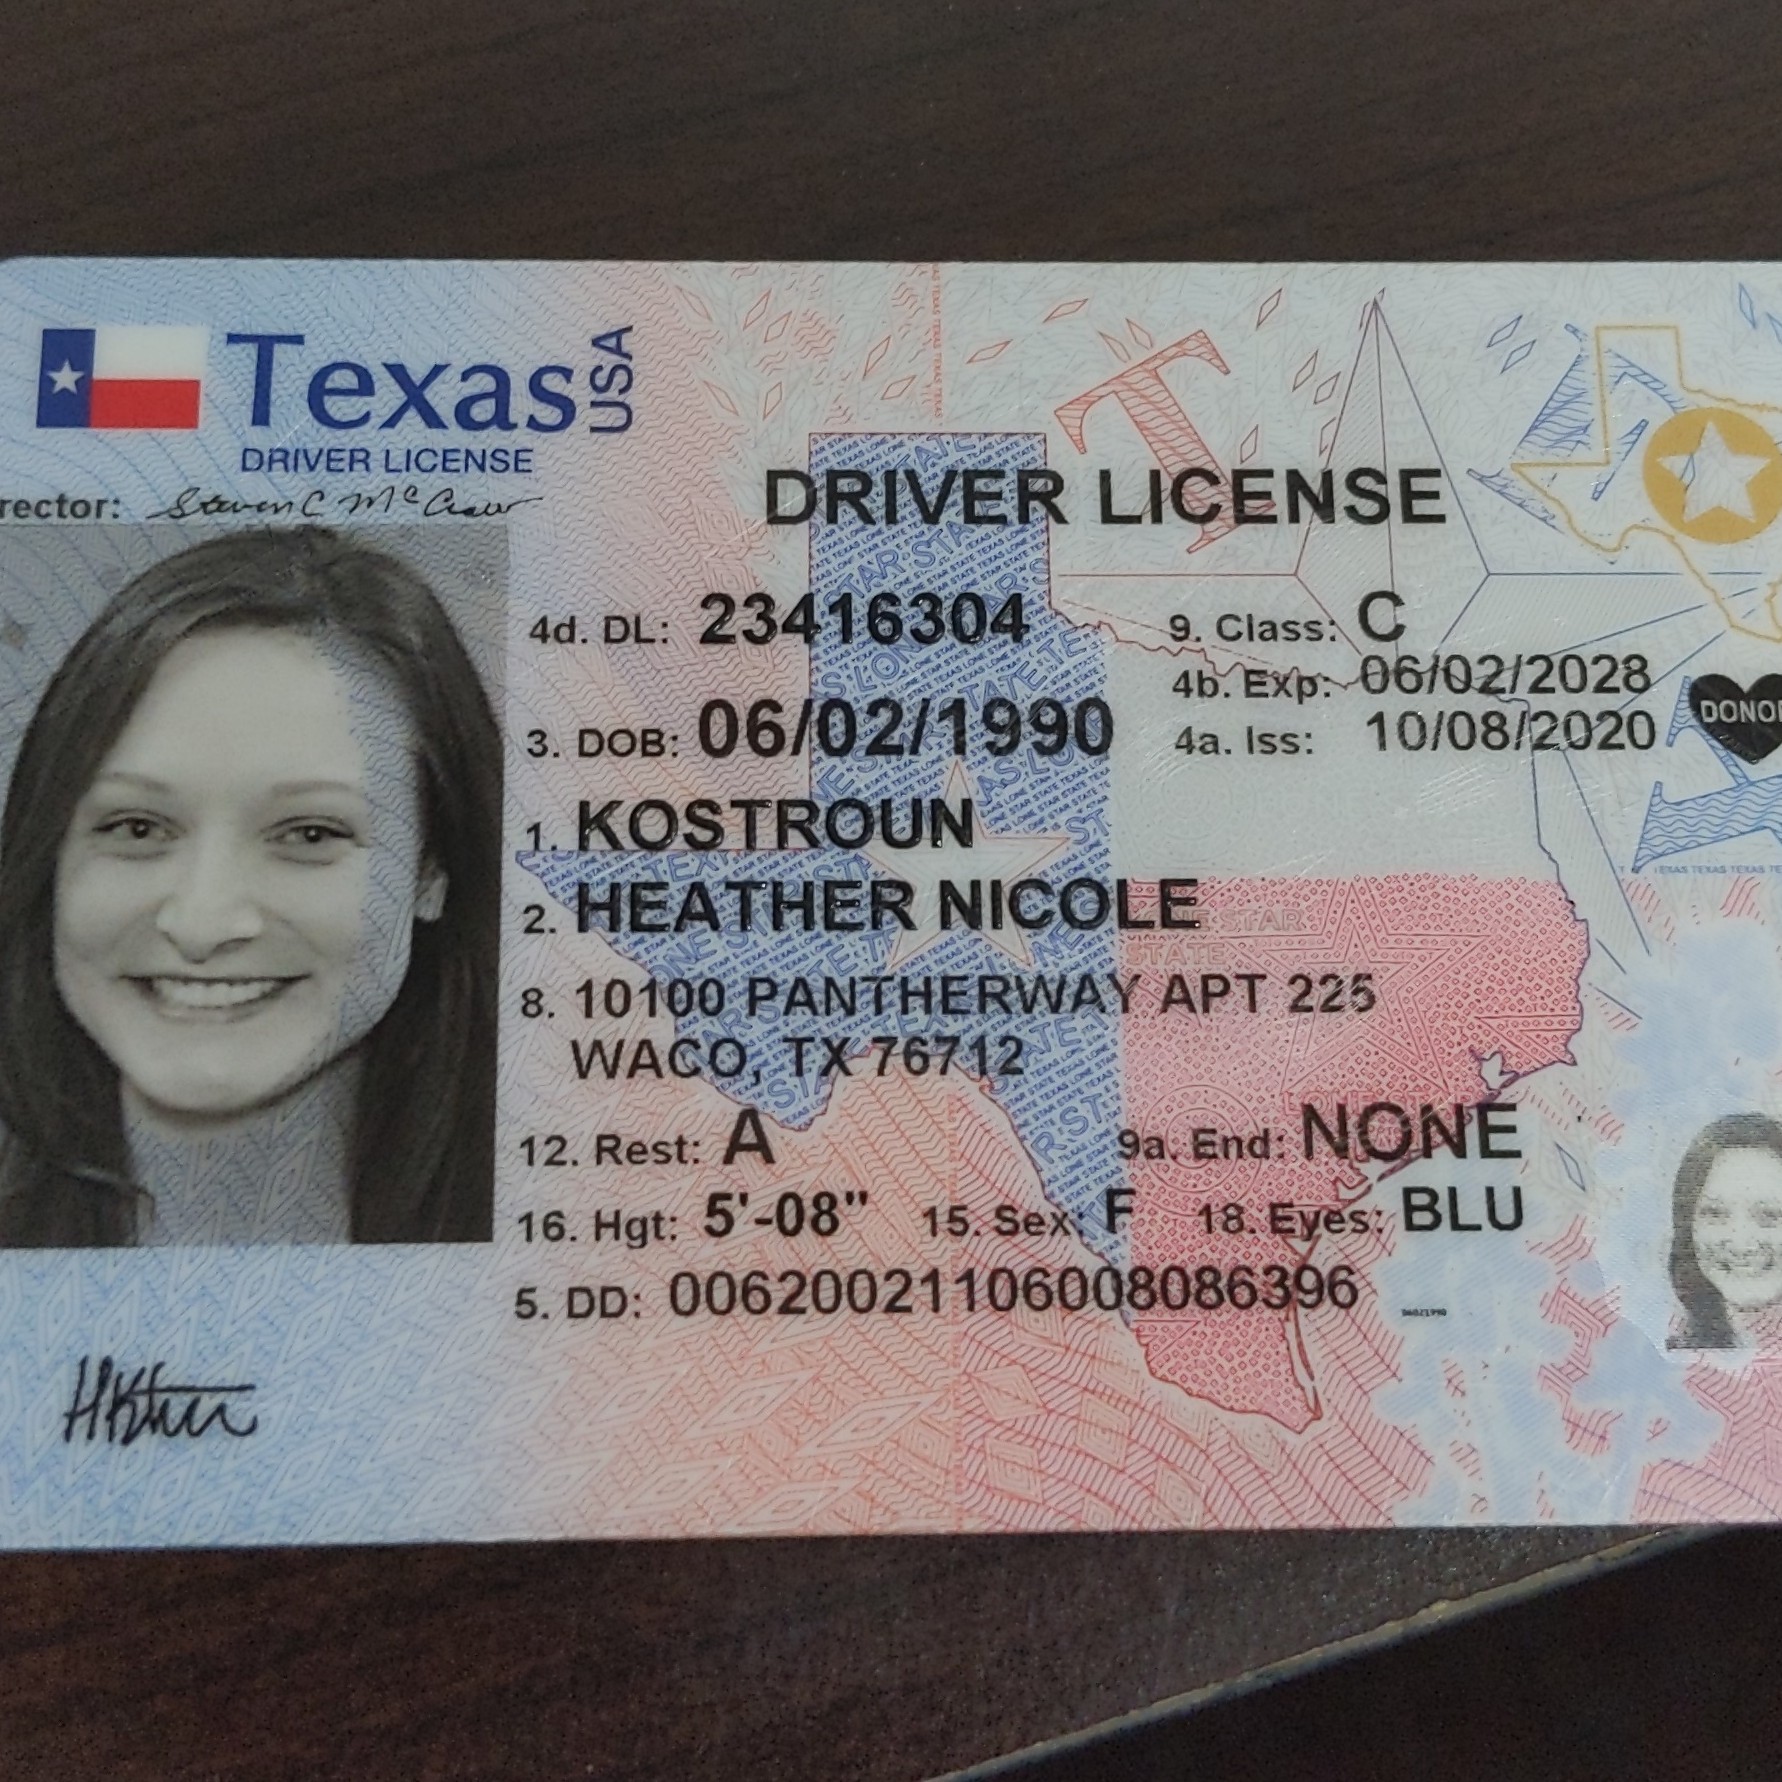 Texas USA
DRIVER LICENSE
rector: Steven C McCraw
DRIVER LICENSE
4d. DL: 23416304
9. Class: C
4b. Exp: 06/02/2028
3. DOB: 06/02/1990
4a. Iss: 10/08/2020
DONOR
1. KOSTROUN
2. HEATHER NICOLE
8. 10100 PANTHERWAY APT 225
WACO, TX 76712
12. Rest: A
9a. End: NONE
16. Hgt: 5'-08" 15. Sex: F 18. Eyes: BLU
5. DD: 00620021106008086396